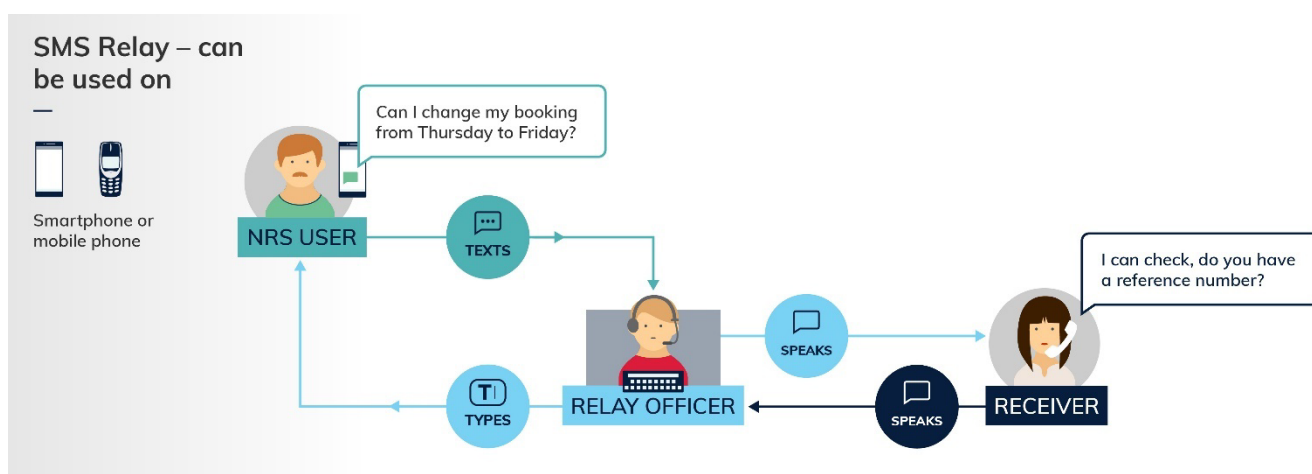 SMS Relay – can
be used on
Smartphone or
mobile phone
Can I change my booking
from Thursday to Friday?
NRS USER
TEXTS
I can check, do you have
a reference number?
SPEAKS
T
TYPES
RELAY OFFICER
SPEAKS
RECEIVER